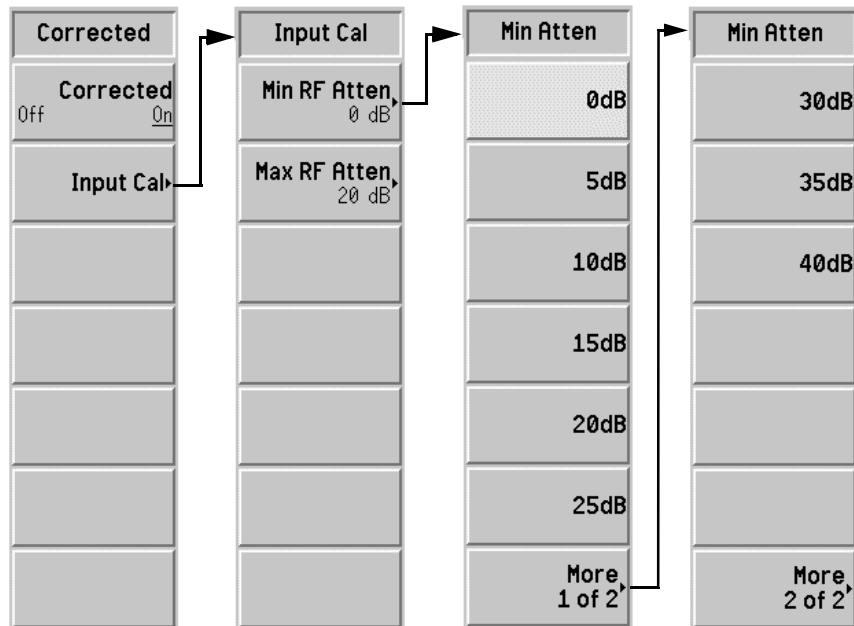 Corrected
Corrected
Off On
Input Cal
Input Cal
Min RF Atten
0 dB
Max RF Atten
20 dB
Min Atten
0dB
5dB
10dB
15dB
20dB
25dB
More
1 of 2
Min Atten
30dB
35dB
40dB
More
2 of 2